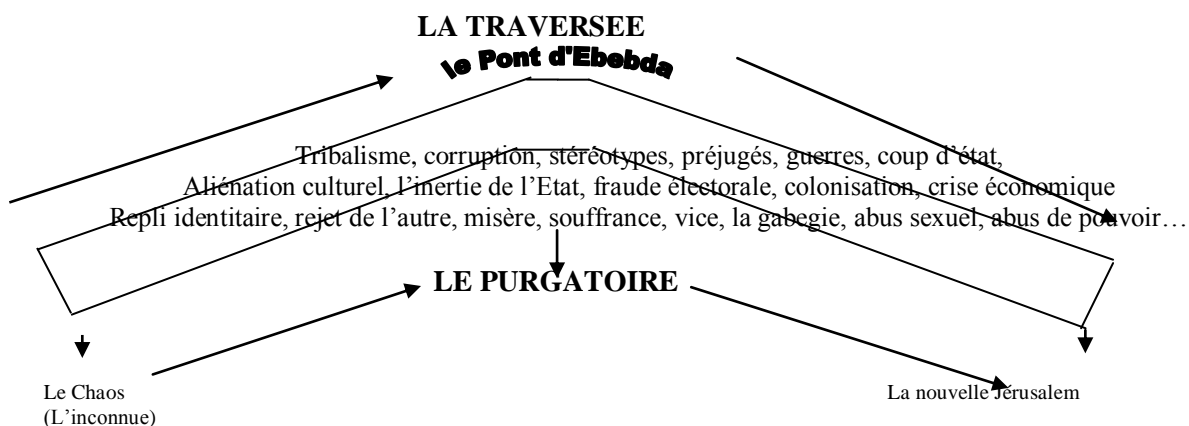 LA TRAVERSEE
le Pont d'Ebebda
Tribalisme, corruption, stéréotypes, préjugés, guerres, coup d’état,
Aliénation culturel, l’inertie de l’Etat, fraude électorale, colonisation, crise économique
Repli identitaire, rejet de l’autre, misère, souffrance, vice, la gabegie, abus sexuel, abus de pouvoir…
LE PURGATOIRE
Le Chaos
(L’inconnue)
La nouvelle Jérusalem